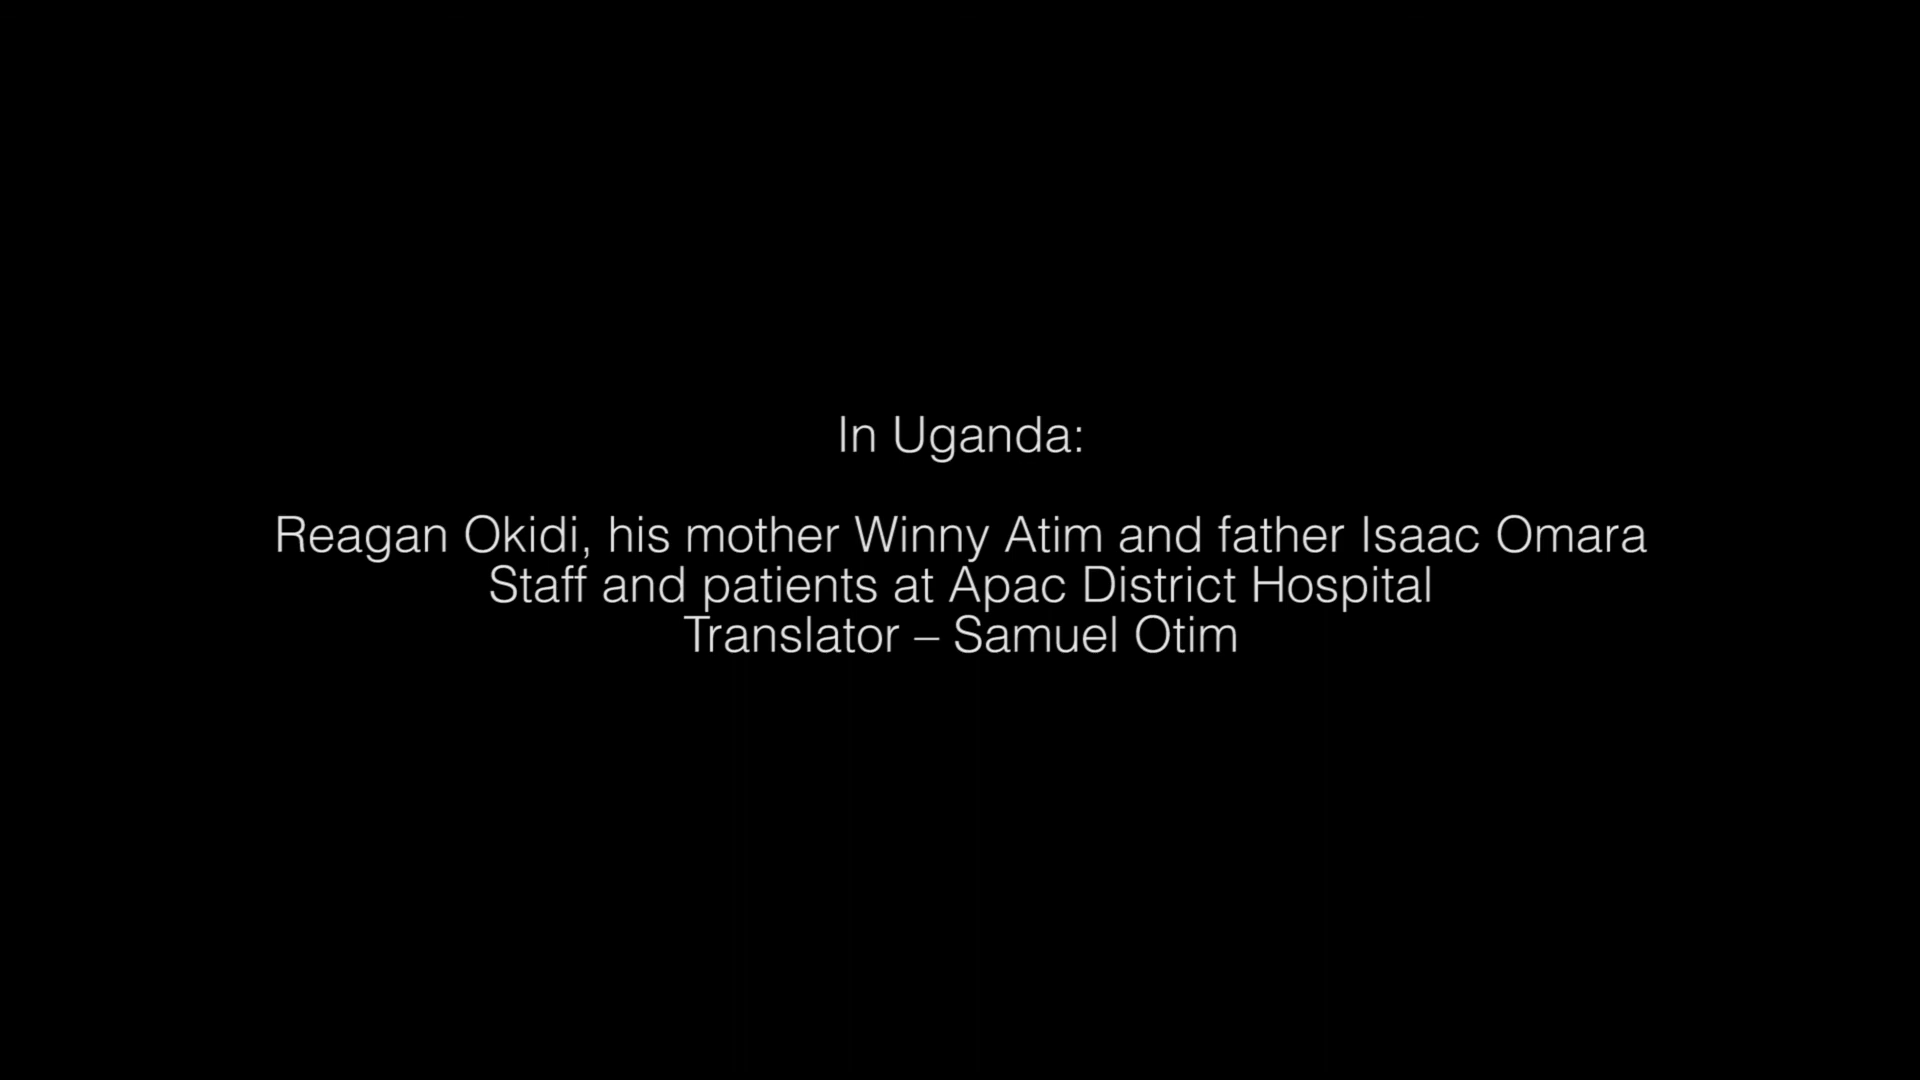 In Uganda:
Reagan Okidi, his mother Winny Atim and father Isaac Omara
Staff and patients at Apac District Hospital
Translator – Samuel Otim